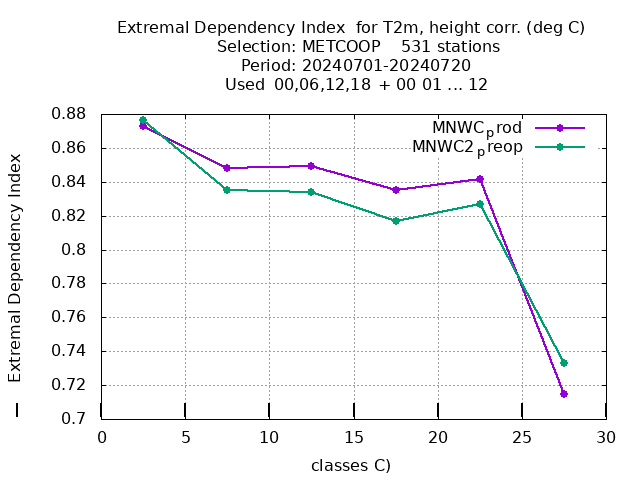 Extremal Dependency Index  for T2m, height corr. (deg C)
Selection: METCOOP    531 stations
Period: 20240701-20240720
Used  00,06,12,18  + 00 01 ... 12
MNWCprod
MNWC2preop
Extremal Dependency Index
0.88
0.86
0.84
0.82
0.8
0.78
0.76
0.74
0.72
0.7
0 5 10 15 20 25 30
classes C)